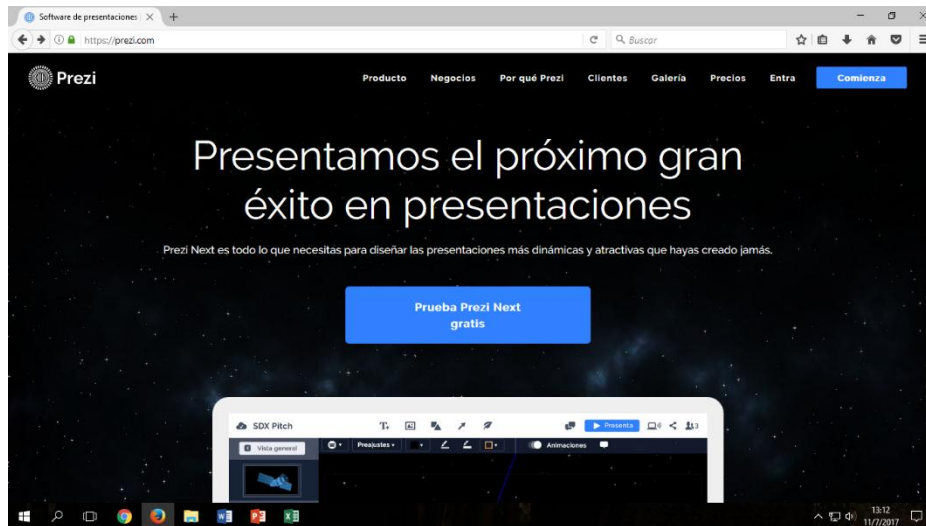 Software de presentaciones
https://prezi.com
Buscar
Prezi
Producto Negocios Por qué Prezi Clientes Galería Precios Entra Comienza
Presentamos el próximo gran
éxito en presentaciones
Prezi Next es todo lo que necesitas para diseñar las presentaciones más dinámicas y atractivas que hayas creado jamás.
Prueba Prezi Next
gratis
SDX Pitch
Presenta
Vista general
Preajustes
Animaciones
13:12
11/7/2017